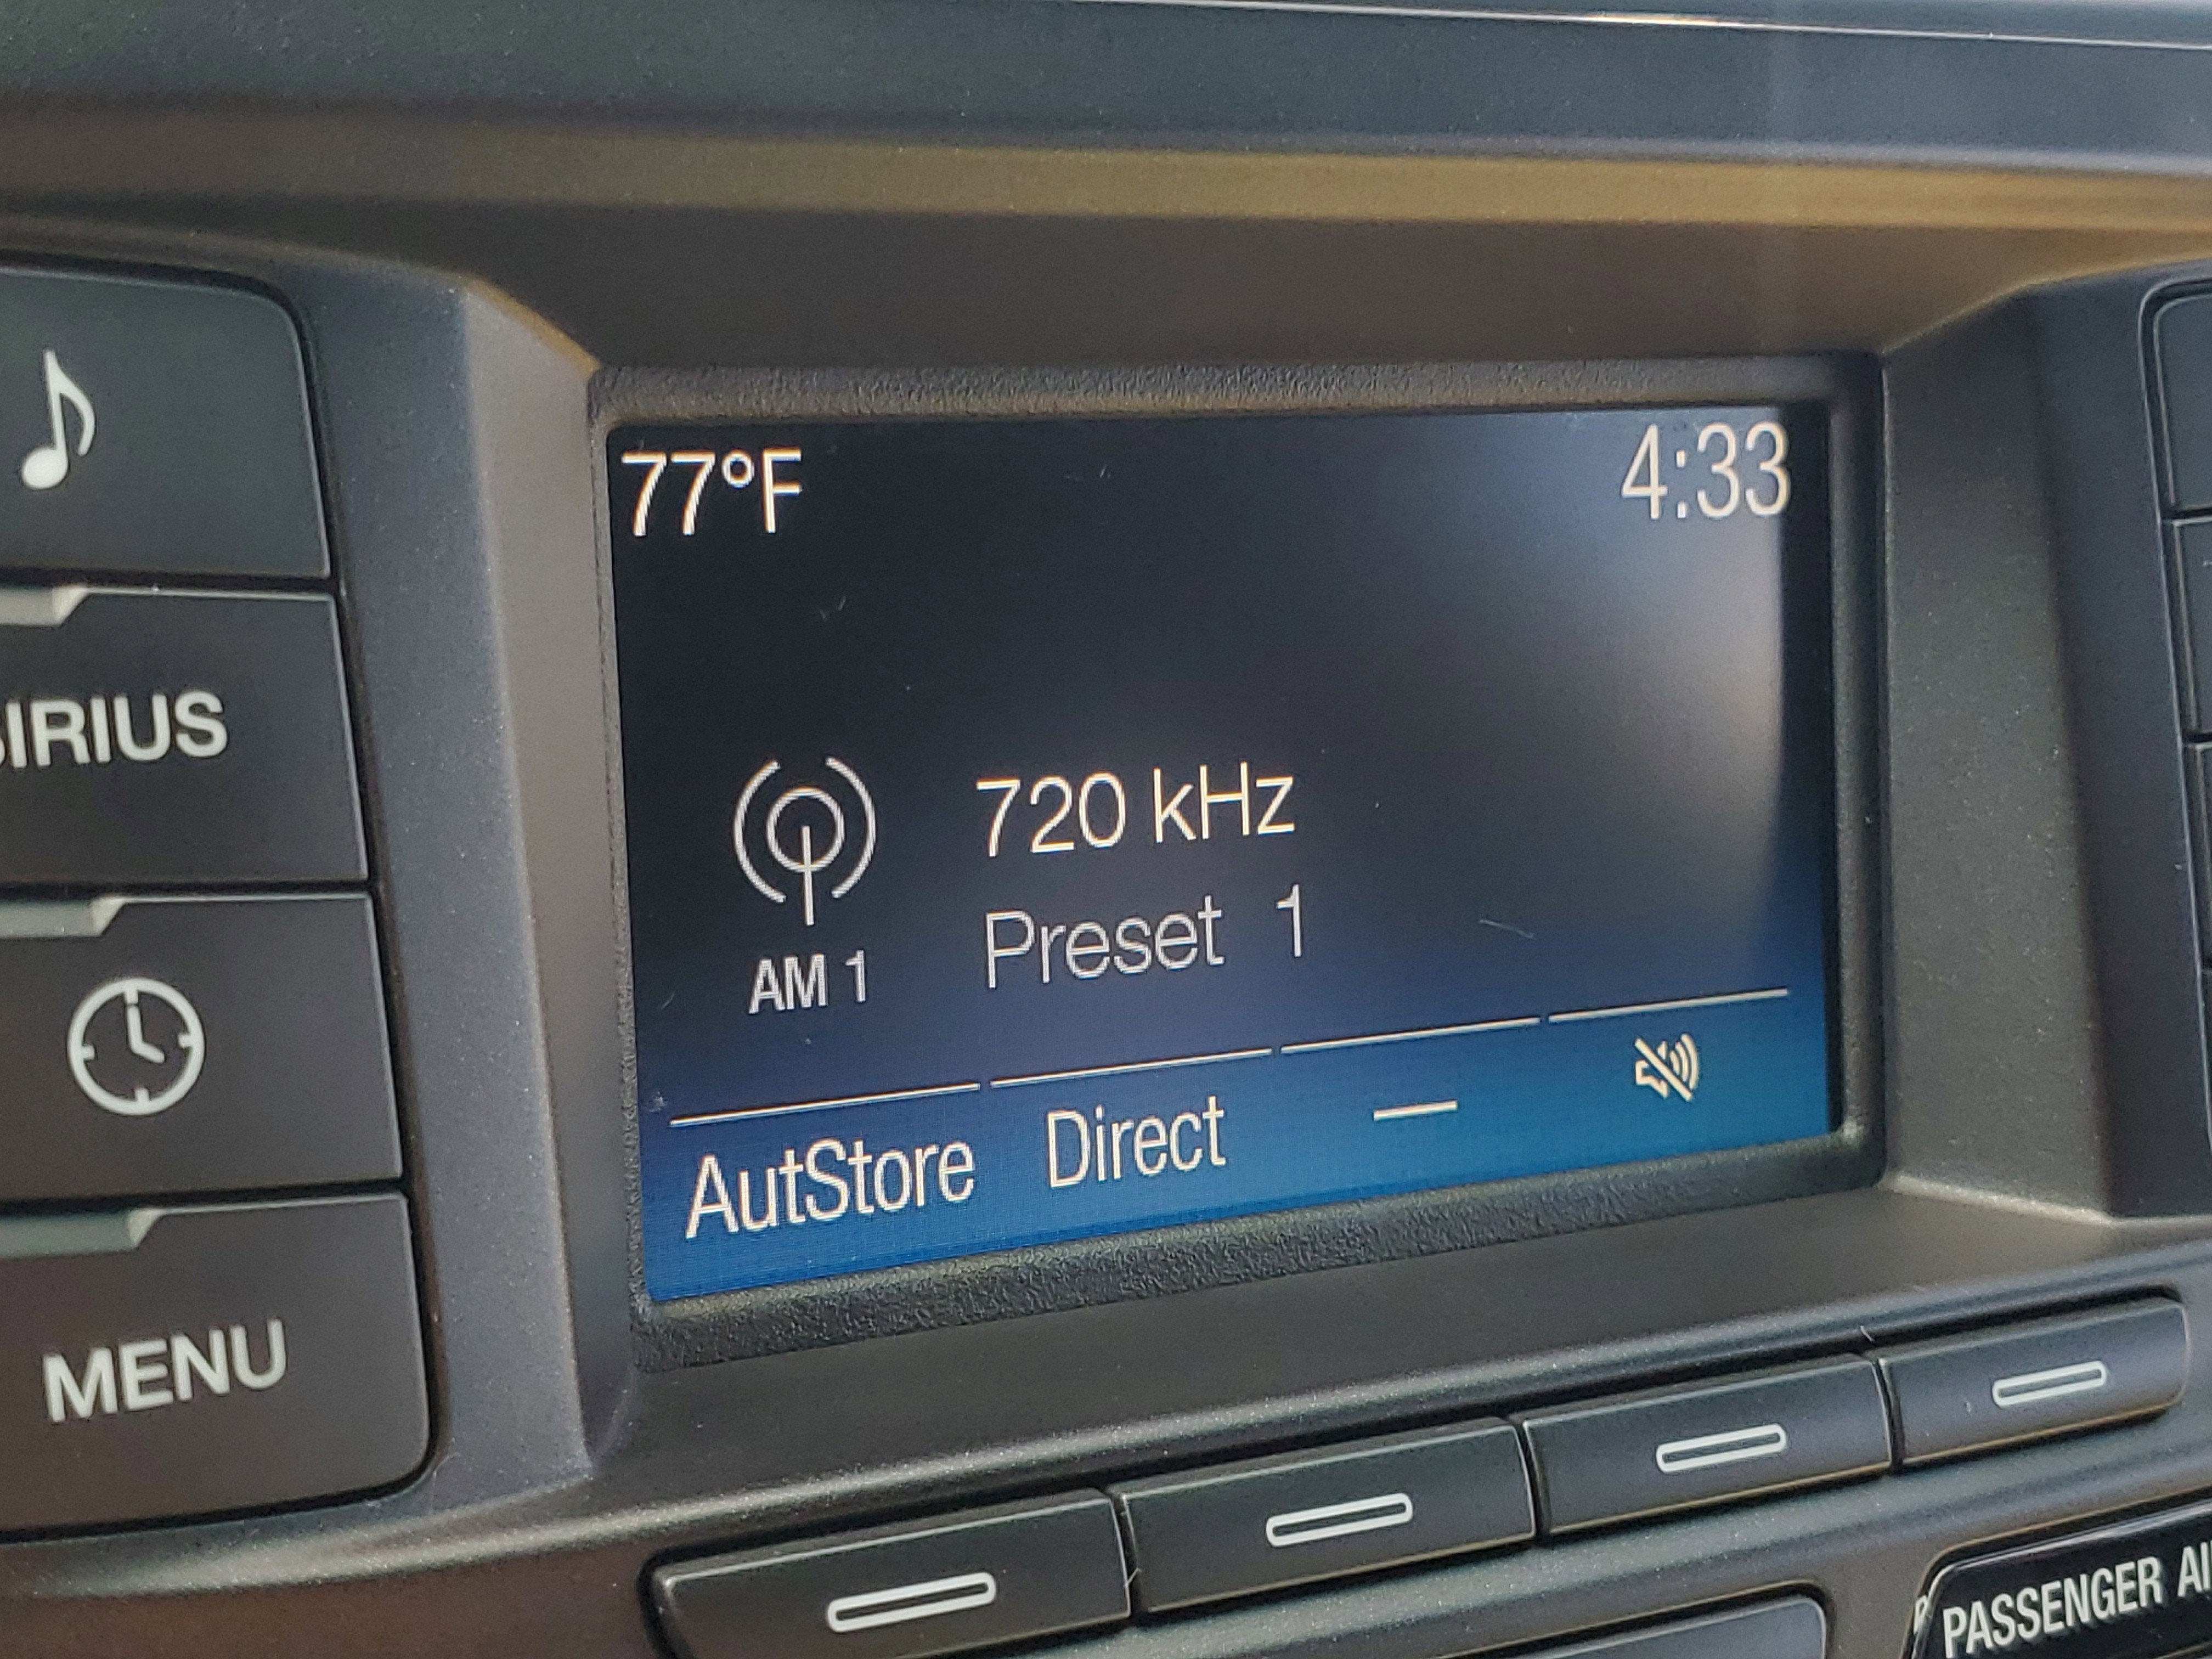 77°F
4:33
SIRIUS
720 kHz
Preset 1
AM 1
AutStore
Direct
—
MENU
PASSENGER